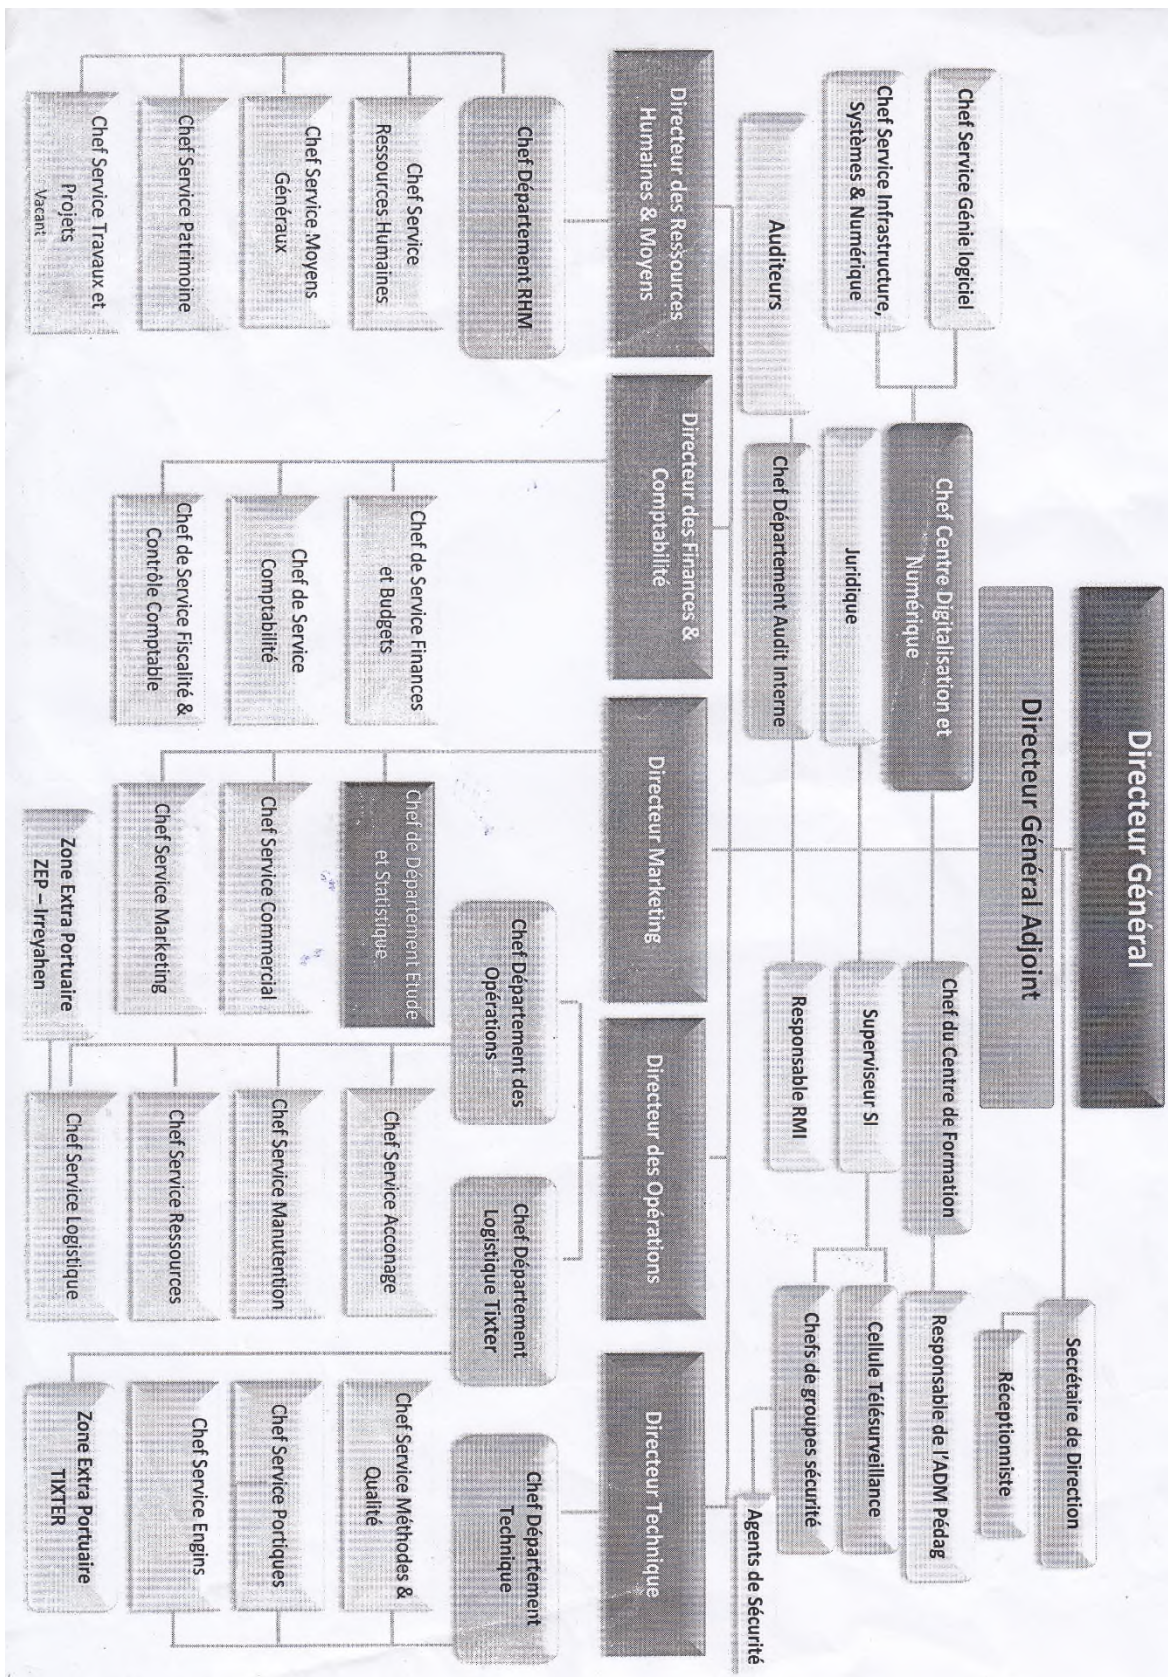 Directeur Général
Directeur Général Adjoint
Secrétaire de Direction
Réceptionniste
Chef Service Génie logiciel
Chef Service Infrastructure,
Systèmes & Numérique
Chef Centre Digitalisation et
Numérique
Chef du Centre de Formation
Responsable de l'ADM Pédag
Juridique
Superviseur SI
Cellule Télésurveillance
Chefs de groupes sécurité
Auditeurs
Chef Département Audit Interne
Responsable RMI
Agents de Sécurité
Directeur des Ressources
Humaines & Moyens
Directeur des Finances &
Comptabilité
Directeur Marketing
Directeur des Opérations
Directeur Technique
Chef Département RHM
Chef Service
Ressources Humaines
Chef Service Moyens
Généraux
Chef Service Patrimoine
Chef Service Travaux et
Projets
Vacant
Chef de Service Finances
et Budgets
Chef de Service
Comptabilité
Chef de Service Fiscalité &
Contrôle Comptable
Chef de Département Etude
et Statistique
Chef Service Commercial
Chef Service Marketing
Chef Département des
Opérations
Chef Service Acconage
Chef Service Manutention
Chef Service Ressources
Chef Service Logistique
Zone Extra Portuaire
ZEP – Irreyahen
Chef Département
Logistique Tixter
Zone Extra Portuaire
TIXTER
Chef Département
Technique
Chef Service Méthodes &
Qualité
Chef Service Portiques
Chef Service Engins